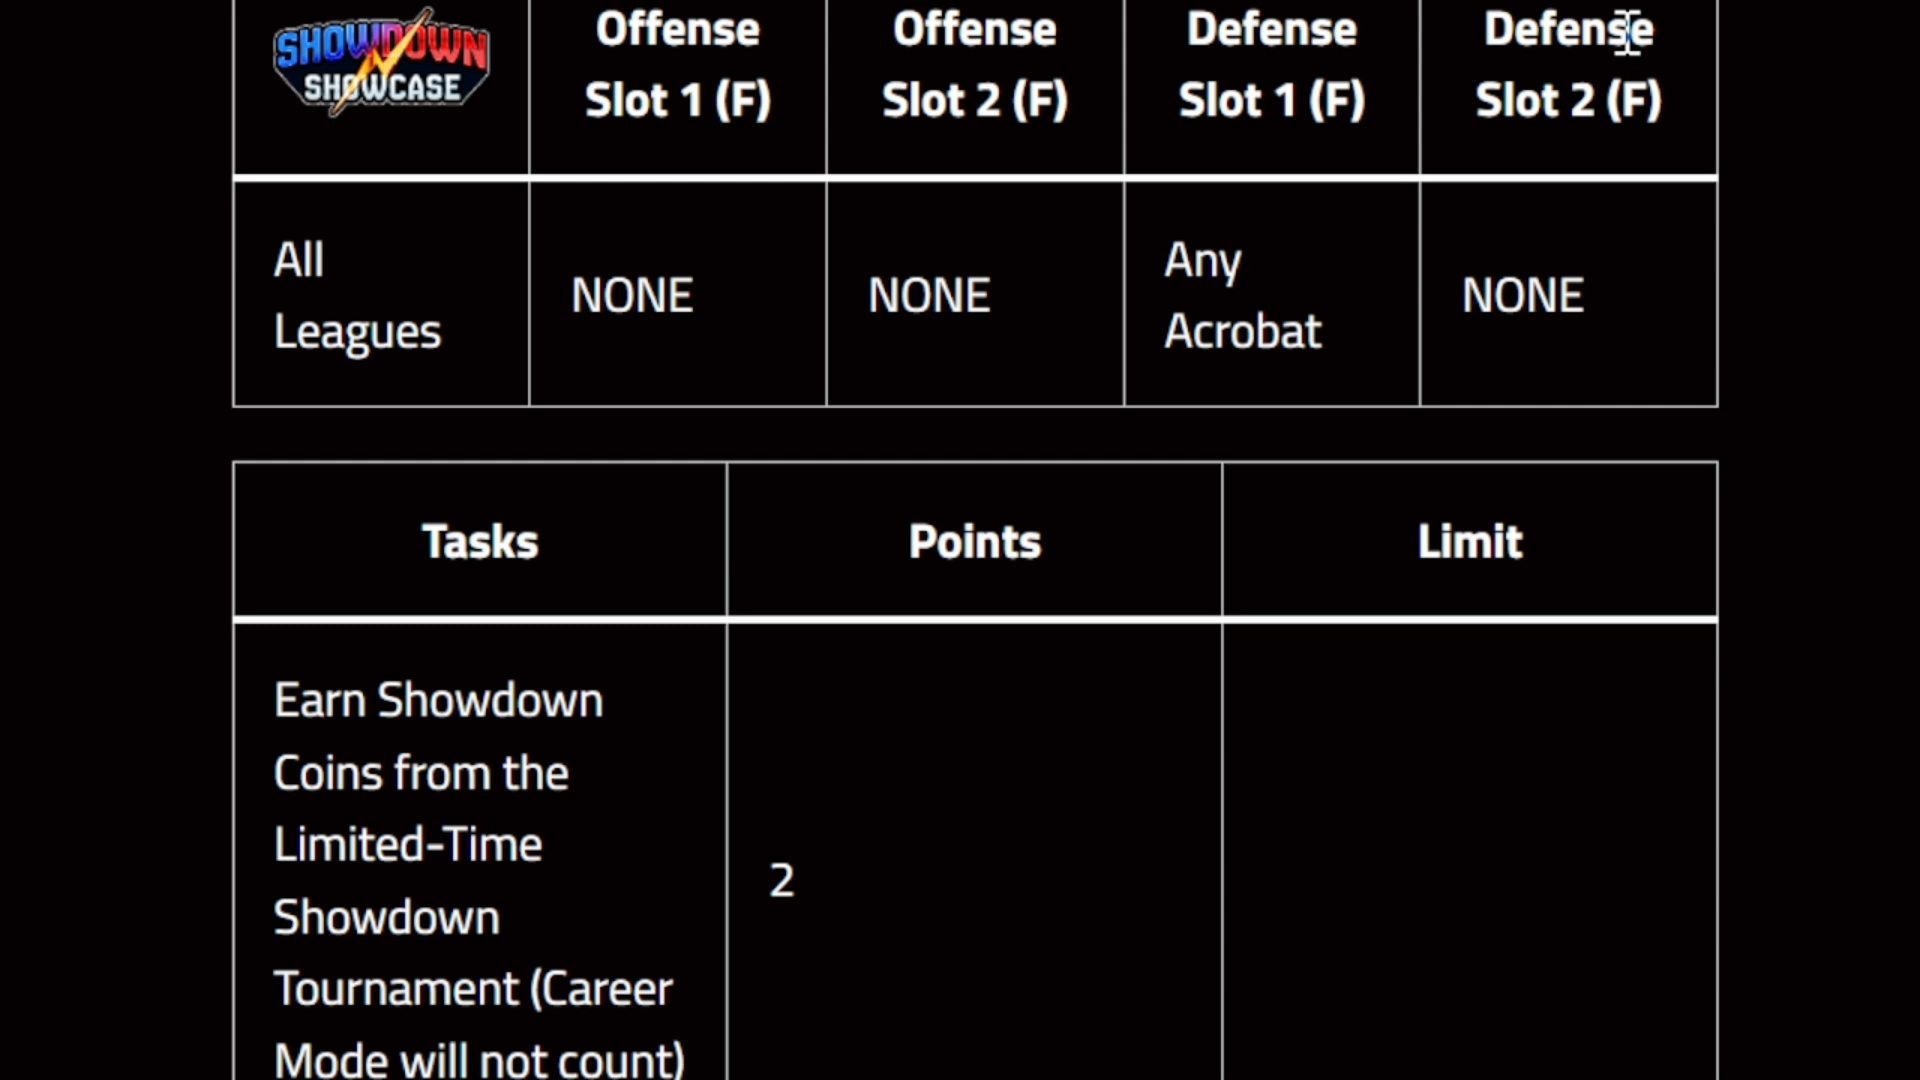 SHOWDOWN
SHOWCASE
Offense
Slot 1 (F)
Offense
Slot 2 (F)
Defense
Slot 1 (F)
Defense
Slot 2 (F)
All
Leagues
NONE
NONE
Any
Acrobat
NONE
Tasks
Points
Limit
Earn Showdown
Coins from the
Limited-Time
Showdown
Tournament (Career
Mode will not count)
2